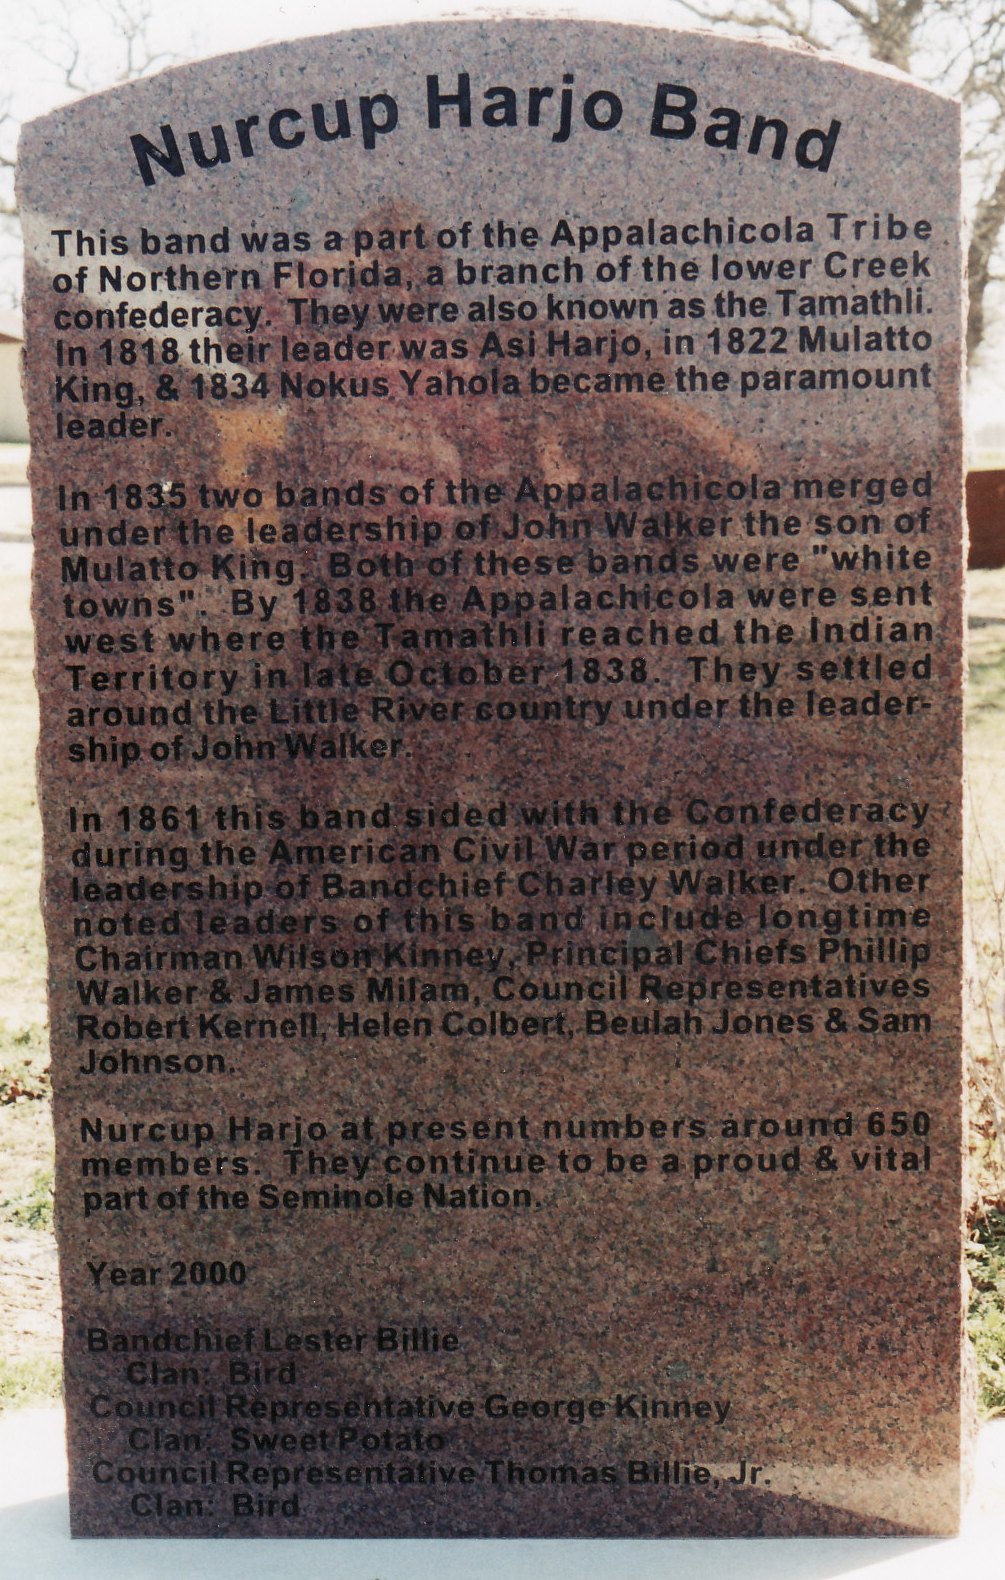 Nurcup Harjo Band
This band was a part of the Appalachicola Tribe
of Northern Florida, a branch of the lower Creek
confederacy. They were also known as the Tamathli.
In 1818 their leader was Asi Harjo, in 1822 Mulatto
King, & 1834 Nokus Yahola became the paramount
leader.
In 1835 two bands of the Appalachicola merged
under the leadership of John Walker the son of
Mulatto King. Both of these bands were "white
towns". By 1838 the Appalachicola were sent
west where the Tamathli reached the Indian
Territory in late October 1838. They settled
around the Little River country under the leader-
ship of John Walker.
In 1861 this band sided with the Confederacy
during the American Civil War period under the
leadership of Bandchief Charley Walker. Other
noted leaders of this band include longtime
Chairman Wilson Kinney, Principal Chiefs Phillip
Walker & James Milam, Council Representatives
Robert Kernell, Helen Colbert, Beulah Jones & Sam
Johnson.
Nurcup Harjo at present numbers around 650
members. They continue to be a proud & vital
part of the Seminole Nation.
Year 2000
Bandchief Lester Billie
Clan: Bird
Council Representative George Kinney
Clan: Sweet Potato
Council Representative Thomas Billie, Jr.
Clan: Bird